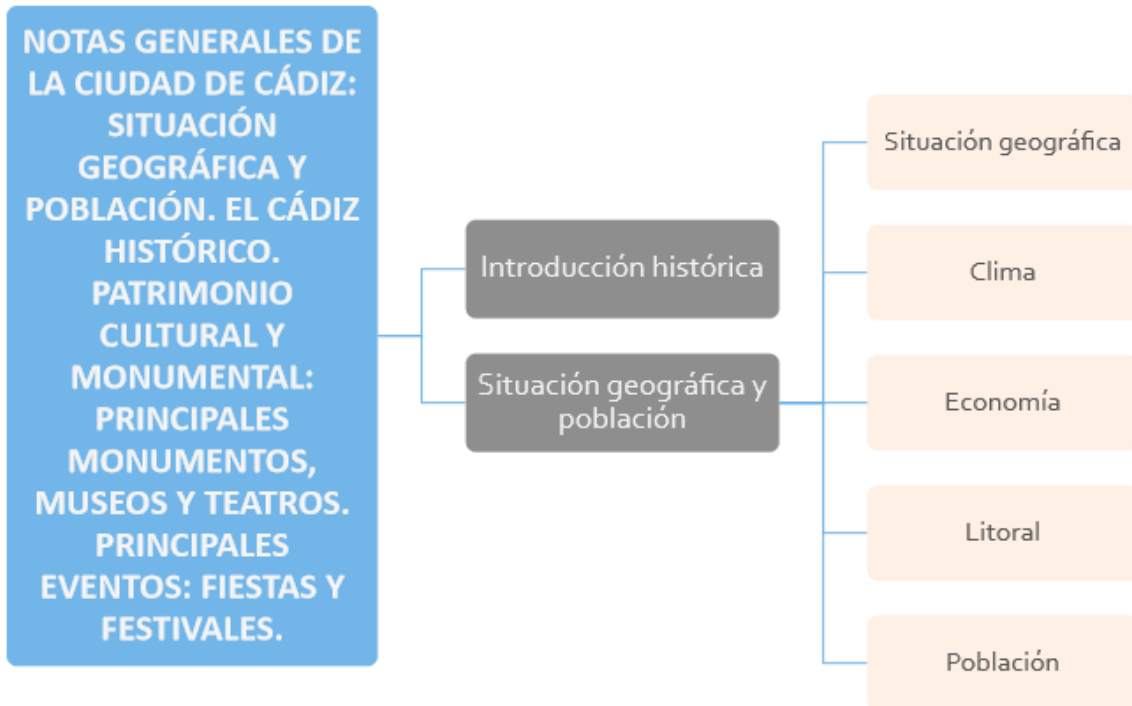 NOTAS GENERALES DE
LA CIUDAD DE CÁDIZ:
SITUACIÓN
GEOGRÁFICA Y
POBLACIÓN. EL CÁDIZ
HISTÓRICO.
PATRIMONIO
CULTURAL Y
MONUMENTAL:
PRINCIPALES
MONUMENTOS,
MUSEOS Y TEATROS.
PRINCIPALES
EVENTOS: FIESTAS Y
FESTIVALES.
Introducción histórica
Situación geográfica y
población
Situación geográfica
Clima
Economía
Litoral
Población